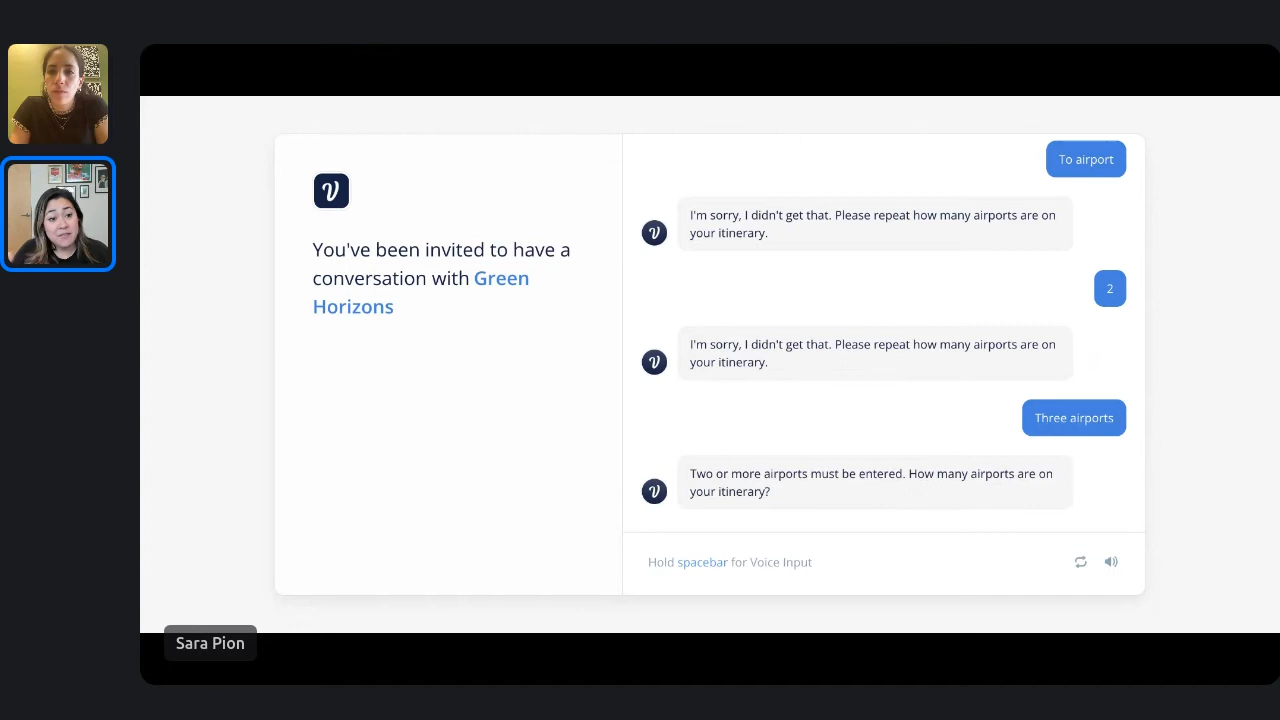 You've been invited to have a
conversation with Green
Horizons
To airport
I'm sorry, I didn't get that. Please repeat how many airports are on
your itinerary.
2
I'm sorry, I didn't get that. Please repeat how many airports are on
your itinerary.
Three airports
Two or more airports must be entered. How many airports are on
your itinerary?
Hold spacebar for Voice Input
Sara Pion